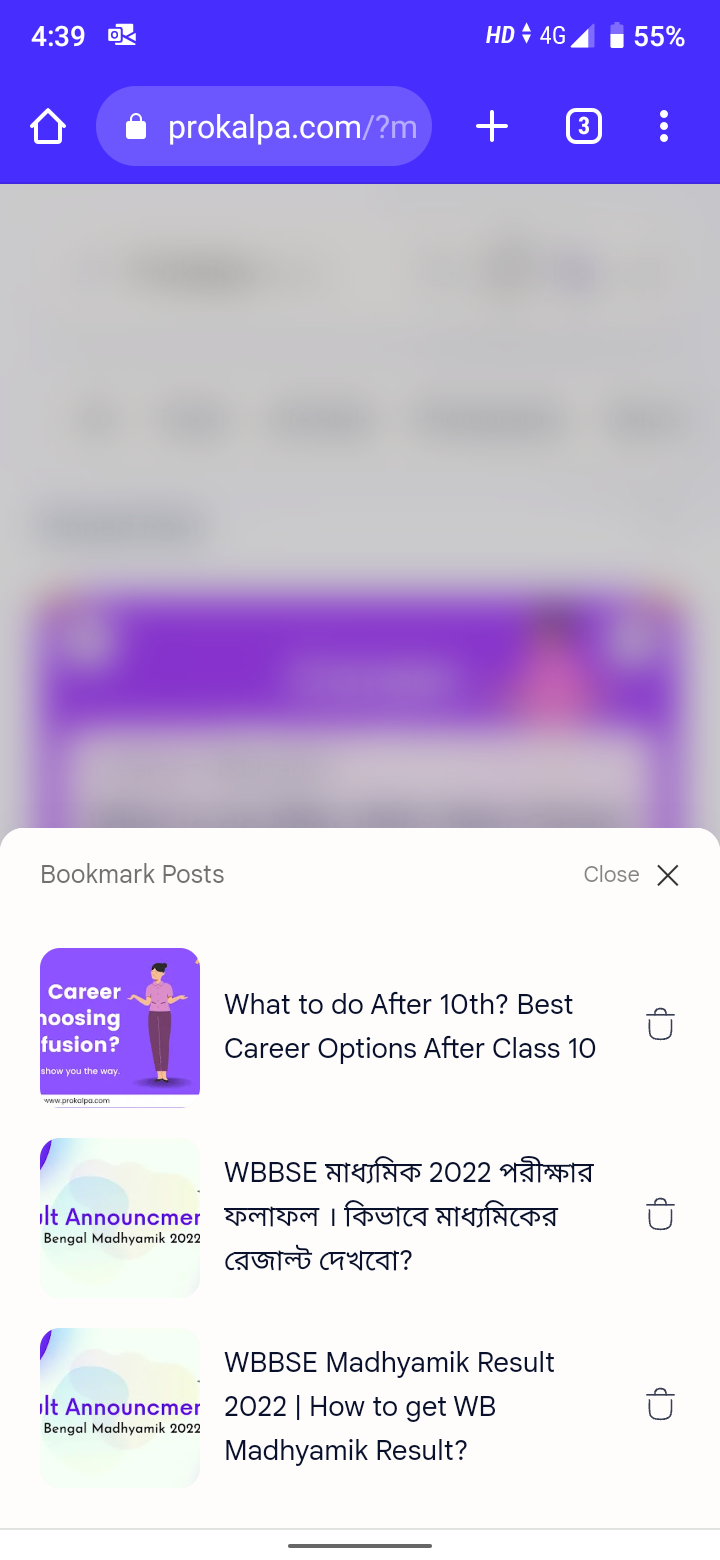 4:39 HD 4G 55%
prokalpa.com/?m 3
Bookmark Posts Close
Career
hoosing
fusion?
show you the way.
www.prokalpa.com
What to do After 10th? Best
Career Options After Class 10
ult Announcmer
Bengal Madhyamik 2022
WBBSE মাধ্যমিক 2022 পরীক্ষার
ফলাফল । কিভাবে মাধ্যমিকের
রেজাল্ট দেখবো?
ult Announcmer
Bengal Madhyamik 2022
WBBSE Madhyamik Result
2022 | How to get WB
Madhyamik Result?